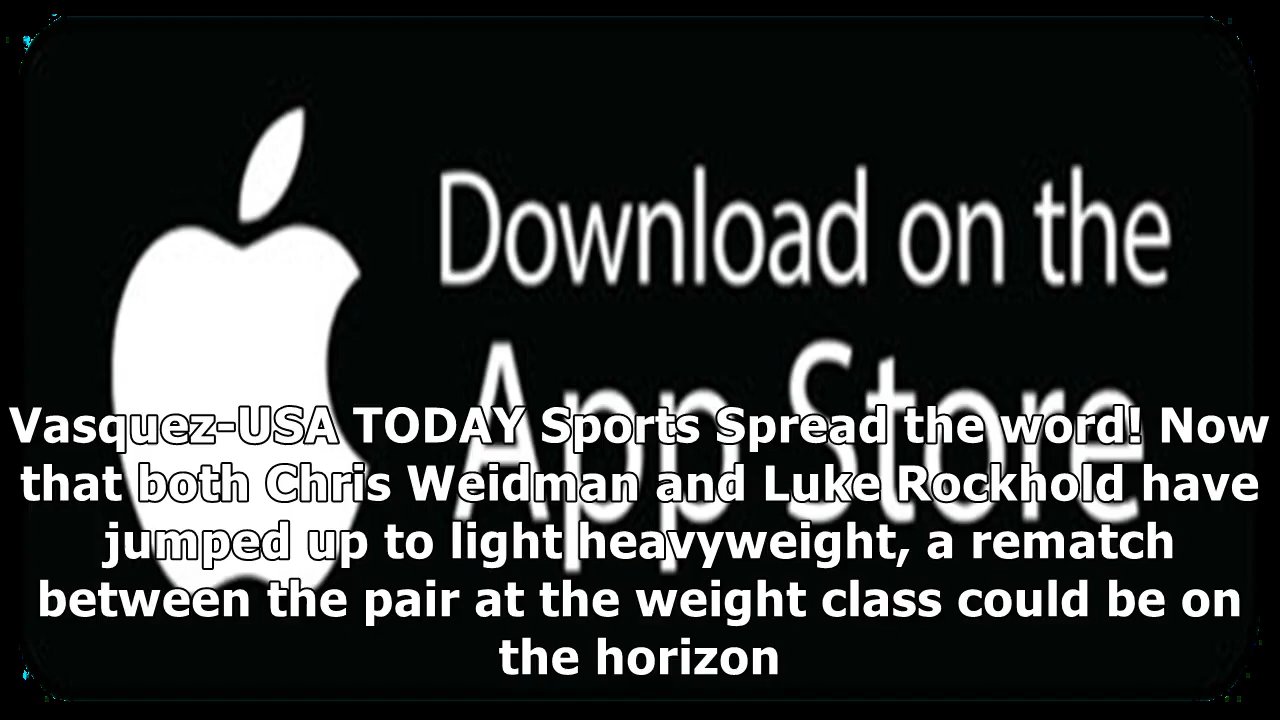 Download on the
App Store
Vasquez-USA TODAY Sports Spread the word! Now
that both Chris Weidman and Luke Rockhold have
jumped up to light heavyweight, a rematch
between the pair at the weight class could be on
the horizon